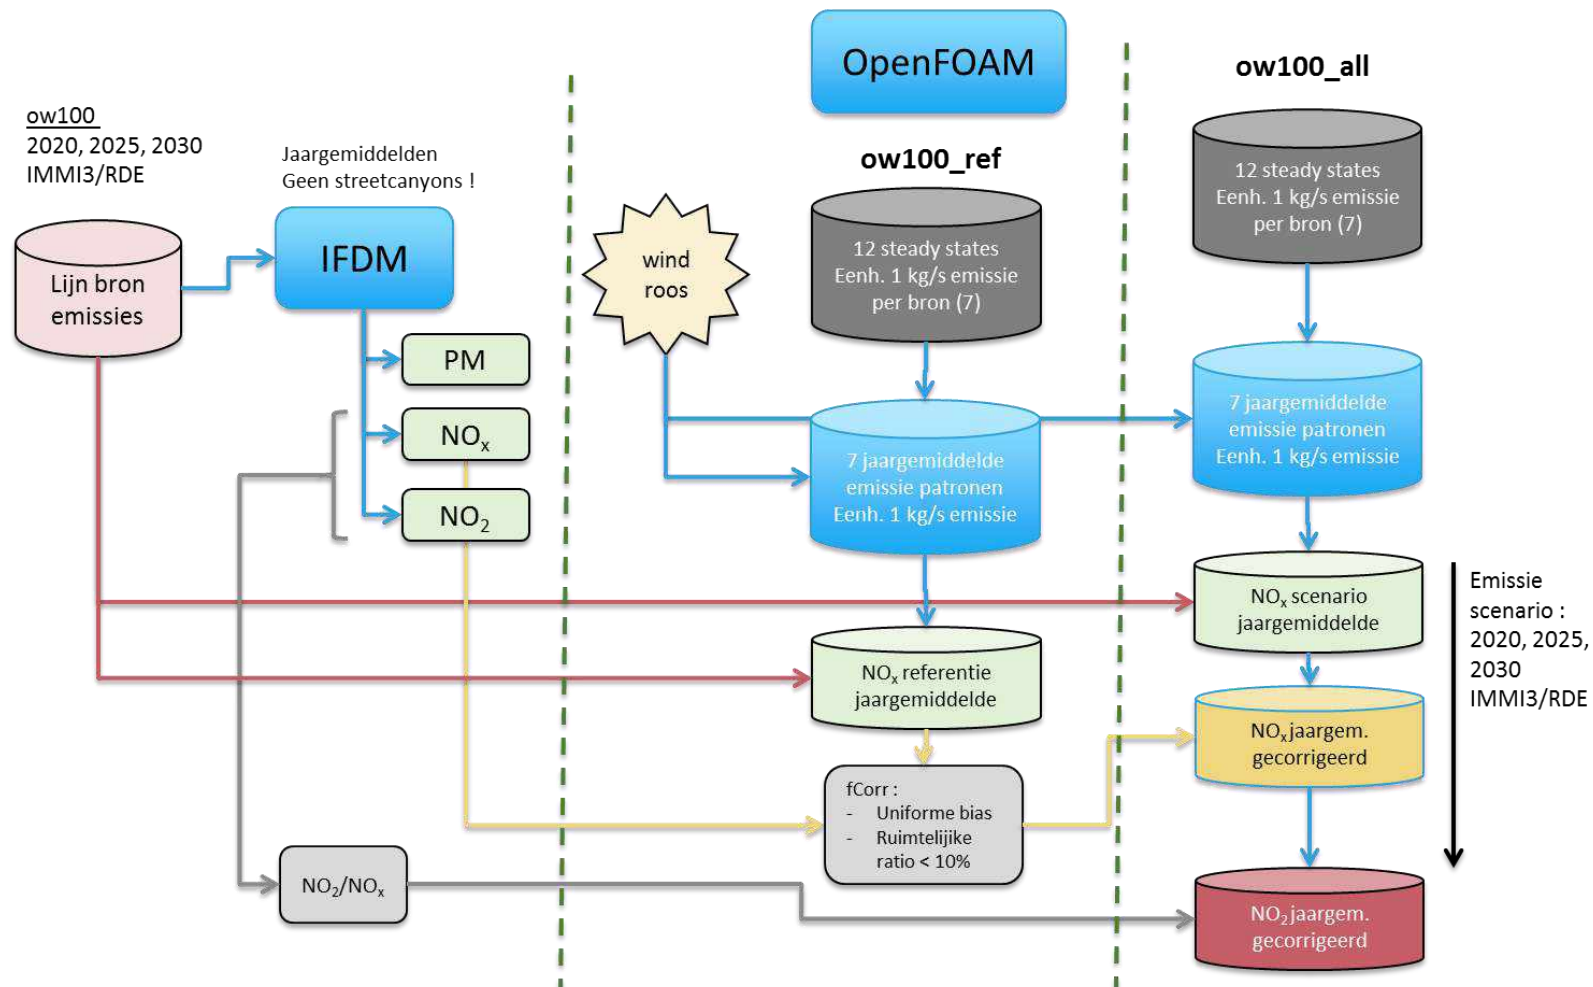 ow100
2020, 2025, 2030
IMMI3/RDE
Lijn bron
emissies
Jaargemiddelden
Geen streetcanyons !
IFDM
PM
NOx
NO2
NO2/NOx
OpenFOAM
wind
roos
ow100_ref
12 steady states
Eenh. 1 kg/s emissie
per bron (7)
7 jaargemiddelde
emissie patronen
Eenh. 1 kg/s emissie
NOx referentie
jaargemiddelde
fCorr :
- Uniforme bias
- Ruimtelijke
ratio < 10%
ow100_all
12 steady states
Eenh. 1 kg/s emissie
per bron (7)
7 jaargemiddelde
emissie patronen
Eenh. 1 kg/s emissie
NOx scenario
jaargemiddelde
NOx jaargem.
gecorrigeerd
NO2 jaargem.
gecorrigeerd
Emissie
scenario :
2020, 2025,
2030
IMMI3/RDE